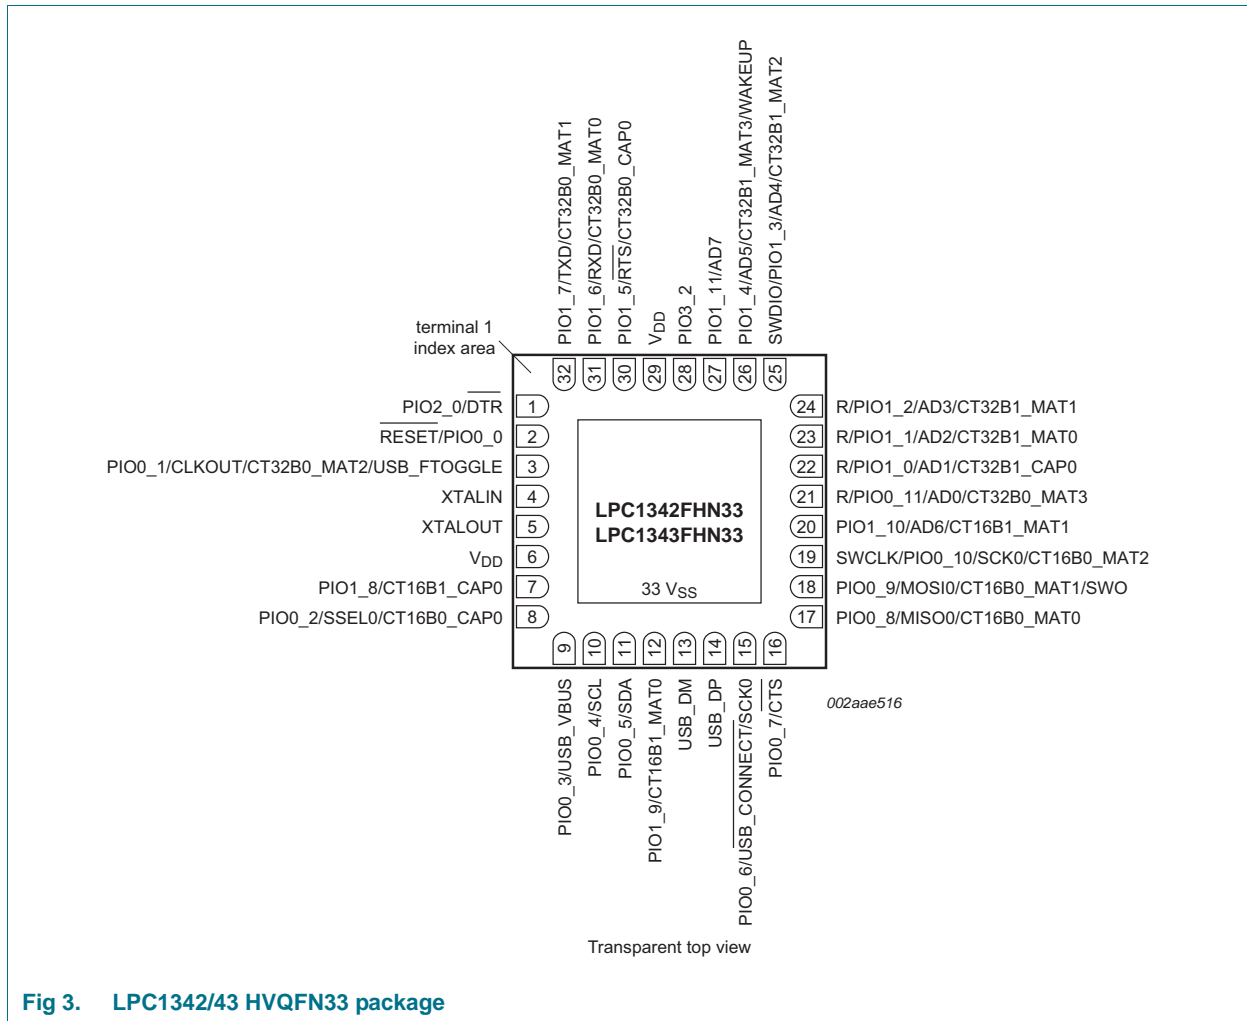 PIO1_7/TXD/CT32B0_MAT1
PIO1_6/RXD/CT32B0_MAT0
PIO1_5/RTS/CT32B0_CAP0
VDD
PIO3_2
PIO1_11/AD7
PIO1_4/AD5/CT32B1_MAT3/WAKEUP
SWDIO/PIO1_3/AD4/CT32B1_MAT2
terminal 1
index area
32 31 30 29 28 27 26 25
PIO2_0/DTR 1
RESET/PIO0_0 2
PIO0_1/CLKOUT/CT32B0_MAT2/USB_FTOGGLE 3
XTALIN 4
XTALOUT 5
VDD 6
PIO1_8/CT16B1_CAP0 7
PIO0_2/SSEL0/CT16B0_CAP0 8
LPC1342FHN33
LPC1343FHN33
33 VSS
24 R/PIO1_2/AD3/CT32B1_MAT1
23 R/PIO1_1/AD2/CT32B1_MAT0
22 R/PIO1_0/AD1/CT32B1_CAP0
21 R/PIO0_11/AD0/CT32B0_MAT3
20 PIO1_10/AD6/CT16B1_MAT1
19 SWCLK/PIO0_10/SCK0/CT16B0_MAT2
18 PIO0_9/MOSI0/CT16B0_MAT1/SWO
17 PIO0_8/MISO0/CT16B0_MAT0
9 10 11 12 13 14 15 16
PIO0_3/USB_VBUS
PIO0_4/SCL
PIO0_5/SDA
PIO1_9/CT16B1_MAT0
USB_DM
USB_DP
PIO0_6/USB_CONNECT/SCK0
PIO0_7/CTS
002aae516
Transparent top view
Fig 3. LPC1342/43 HVQFN33 package